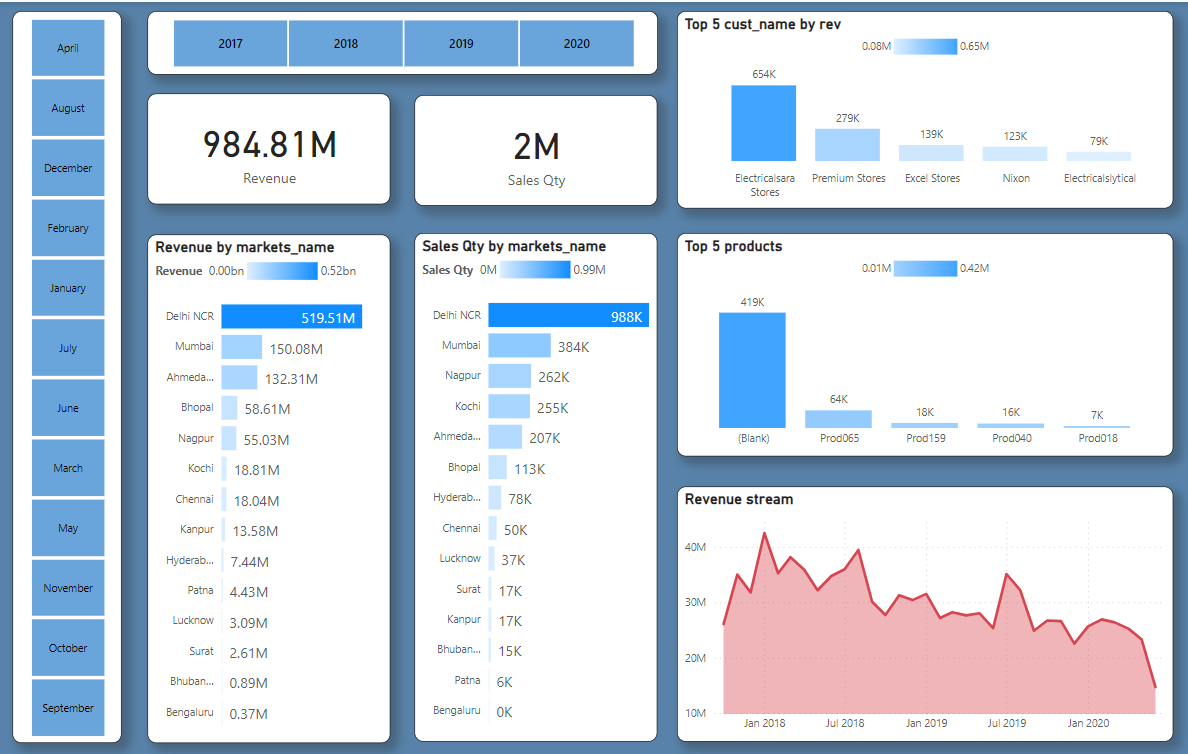 April
August
December
February
January
July
June
March
May
November
October
September
2017 2018 2019 2020
984.81M
Revenue
2M
Sales Qty
Revenue by markets_name
Revenue 0.00bn 0.52bn
Delhi NCR 519.51M
Mumbai 150.08M
Ahmeda... 132.31M
Bhopal 58.61M
Nagpur 55.03M
Kochi 18.81M
Chennai 18.04M
Kanpur 13.58M
Hyderab... 7.44M
Patna 4.43M
Lucknow 3.09M
Surat 2.61M
Bhuban... 0.89M
Bengaluru 0.37M
Sales Qty by markets_name
Sales Qty 0M 0.99M
Delhi NCR 988K
Mumbai 384K
Nagpur 262K
Kochi 255K
Ahmeda... 207K
Bhopal 113K
Hyderab... 78K
Chennai 50K
Lucknow 37K
Surat 17K
Kanpur 17K
Bhuban... 15K
Patna 6K
Bengaluru 0K
Top 5 cust_name by rev
0.08M 0.65M
654K
279K
139K
123K
79K
Electricalsara
Stores
Premium Stores
Excel Stores
Nixon
Electricalslytical
Top 5 products
0.01M 0.42M
419K
64K
18K
16K
7K
(Blank) Prod065 Prod159 Prod040 Prod018
Revenue stream
40M
30M
20M
10M
Jan 2018 Jul 2018 Jan 2019 Jul 2019 Jan 2020